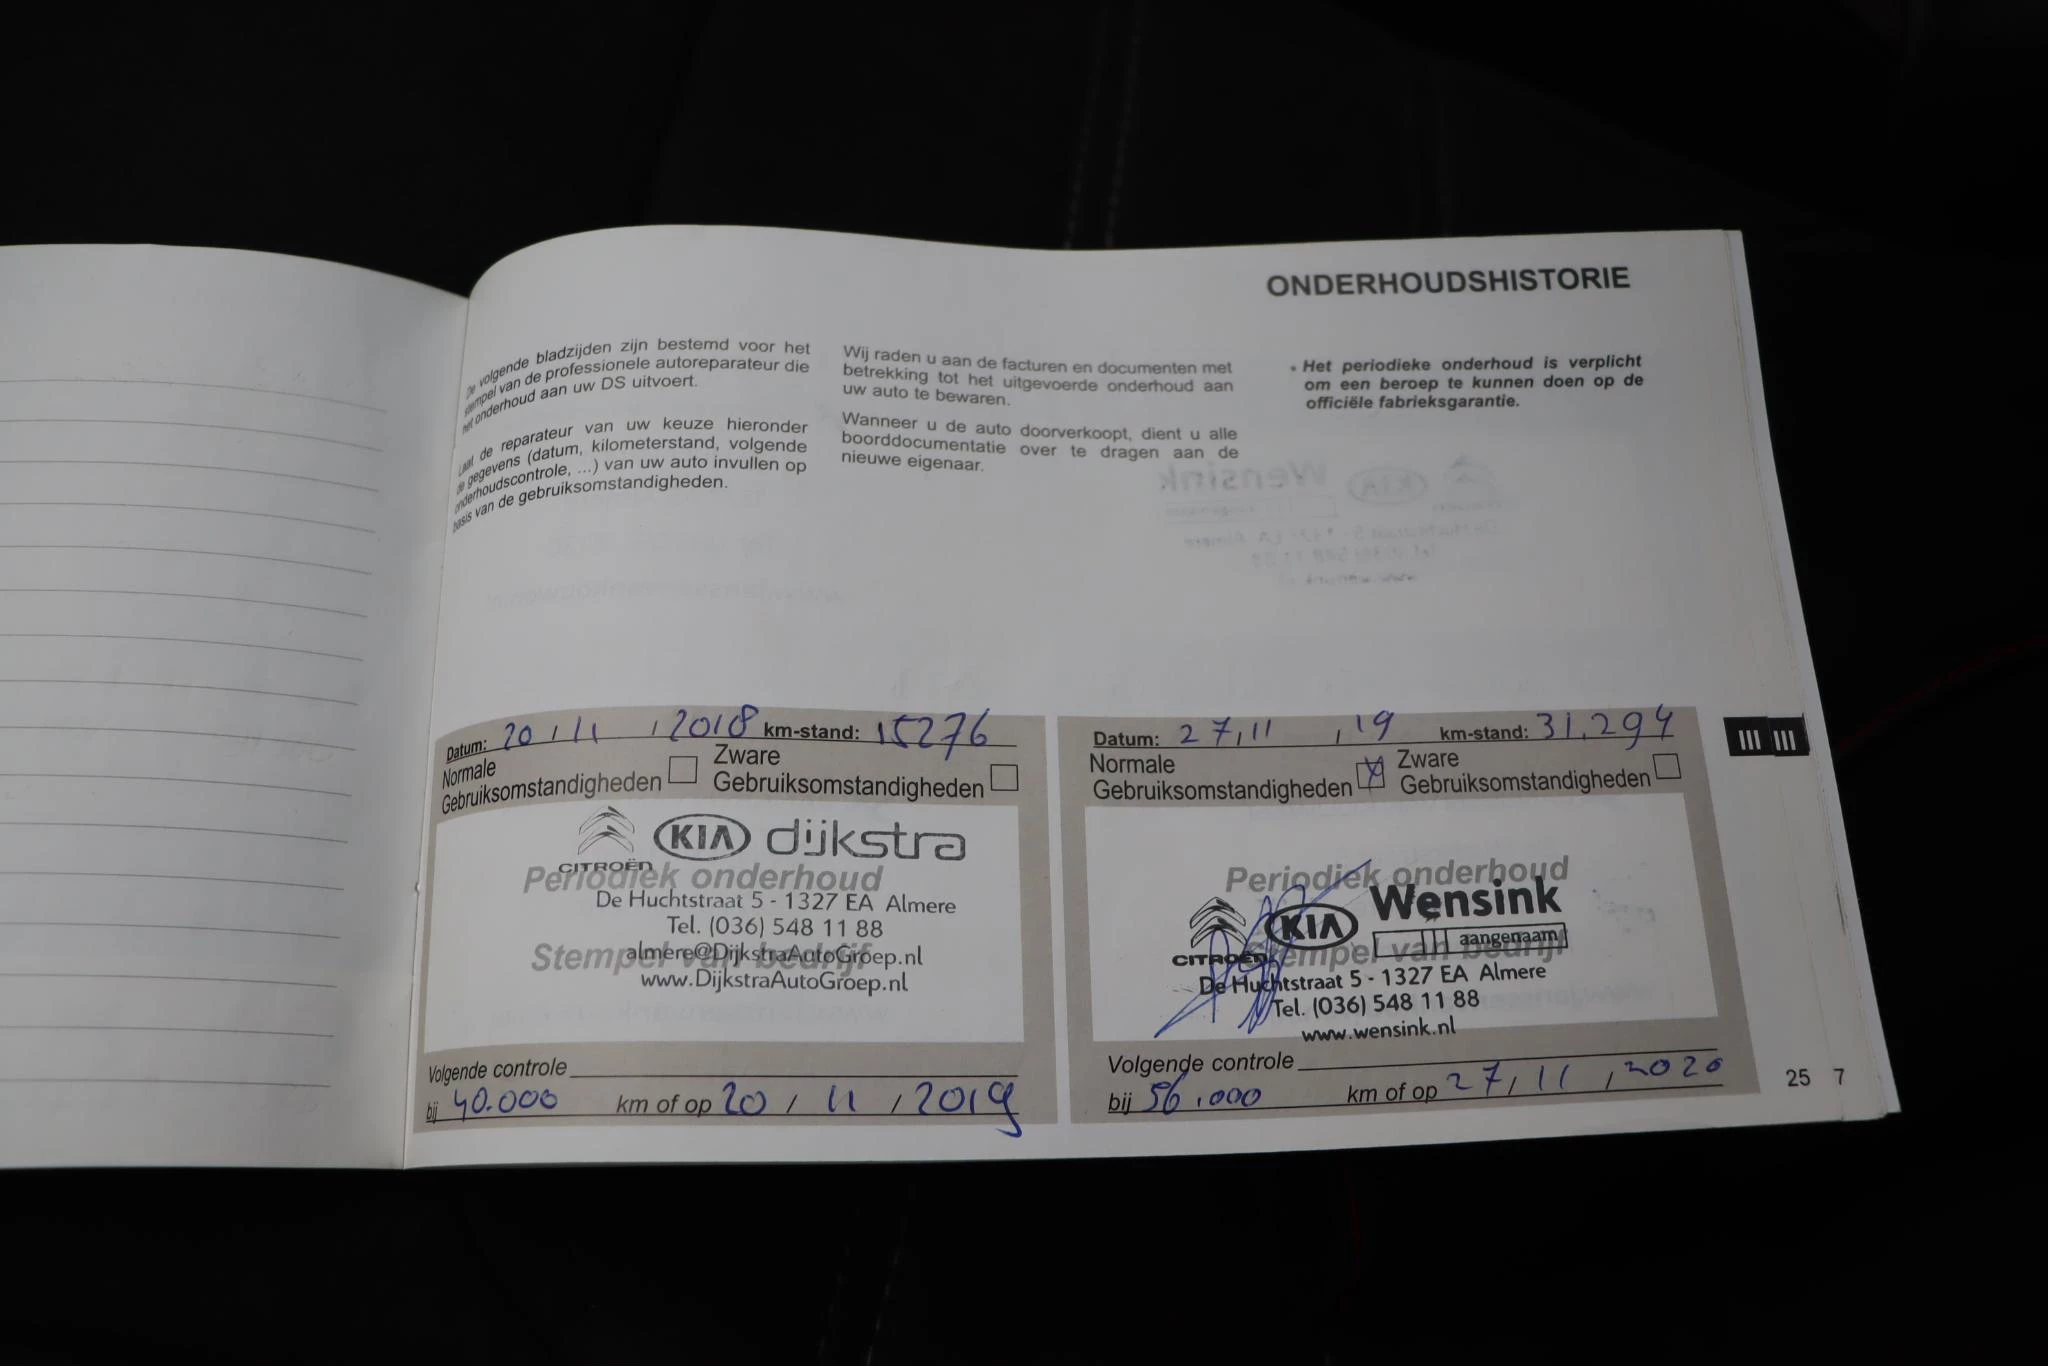 ONDERHOUDSHISTORIE
De volgende bladzijden zijn bestemd voor het
stempel van de professionele autoreparateur die
het onderhoud aan uw DS uitvoert.
Laat de reparateur van uw keuze hieronder
de gegevens (datum, kilometerstand, volgende
onderhoudscontrole, ...) van uw auto invullen op
basis van de gebruiksomstandigheden.
Wij raden u aan de facturen en documenten met
betrekking tot het uitgevoerde onderhoud aan
uw auto te bewaren.
Wanneer u de auto doorverkoopt, dient u alle
boorddocumentatie over te dragen aan de
nieuwe eigenaar.
• Het periodieke onderhoud is verplicht
om een beroep te kunnen doen op de
officiële fabrieksgarantie.
Datum: 20 / 11 / 2018 km-stand: 15276
Normale
Gebruiksomstandigheden
Zware
Gebruiksomstandigheden
CITROËN KIA dijkstra
Periodiek onderhoud
De Huchtstraat 5 - 1327 EA Almere
Tel. (036) 548 11 88
Stempel van bedrijf
almere@DijkstraAutoGroep.nl
www.DijkstraAutoGroep.nl
Volgende controle
bij 40.000 km of op 20 / 11 / 2019
Datum: 27 / 11 / 19 km-stand: 31.294
Normale
Gebruiksomstandigheden X
Zware
Gebruiksomstandigheden
Periodiek onderhoud
CITROËN KIA Wensink
aangenaam
Stempel van bedrijf
De Huchtstraat 5 - 1327 EA Almere
Tel. (036) 548 11 88
www.wensink.nl
Volgende controle
bij 56.000 km of op 27 / 11 / 2020
III III
25 7